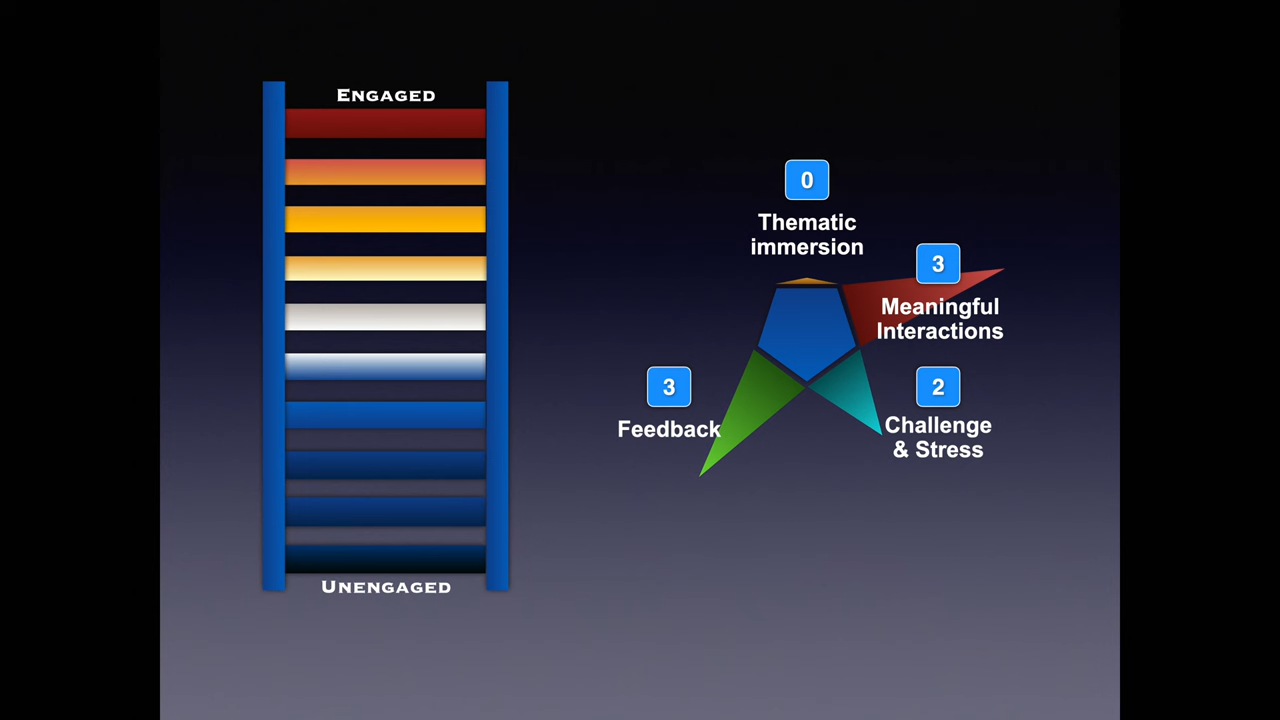 ENGAGED
UNENGAGED
0
Thematic
immersion
3
Meaningful
Interactions
3
Feedback
2
Challenge
& Stress